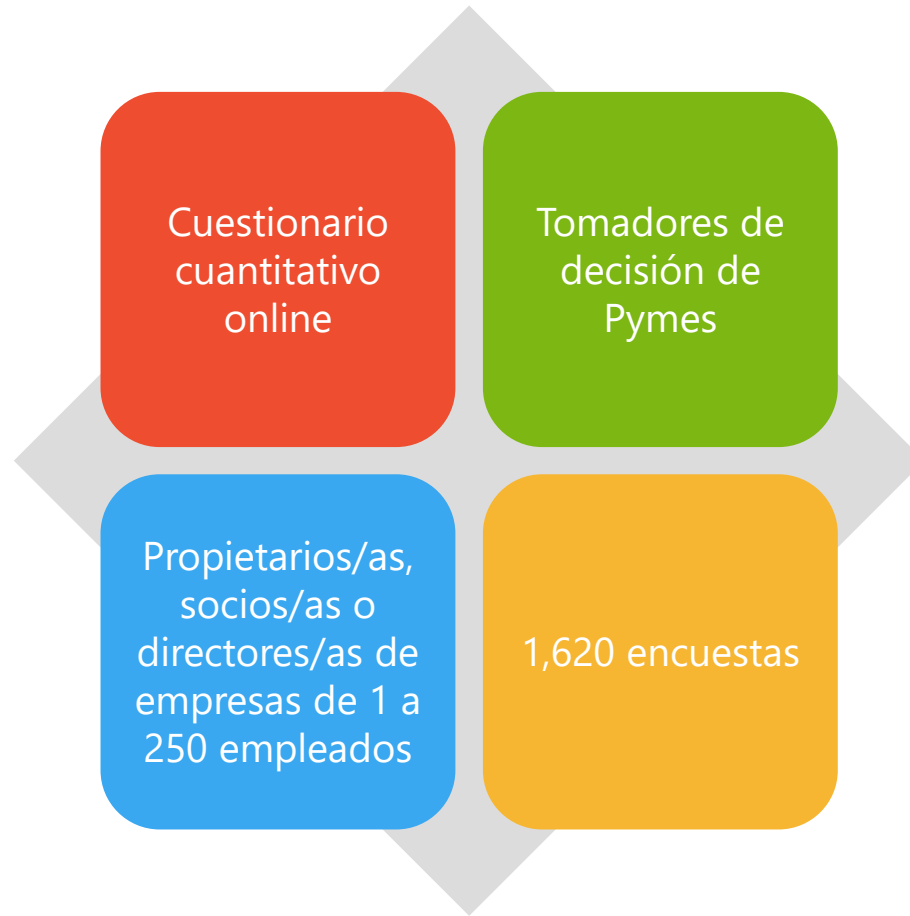 Cuestionario
cuantitativo
online
Tomadores de
decisión de
Pymes
Propietarios/as,
socios/as o
directores/as de
empresas de 1 a
250 empleados
1,620 encuestas